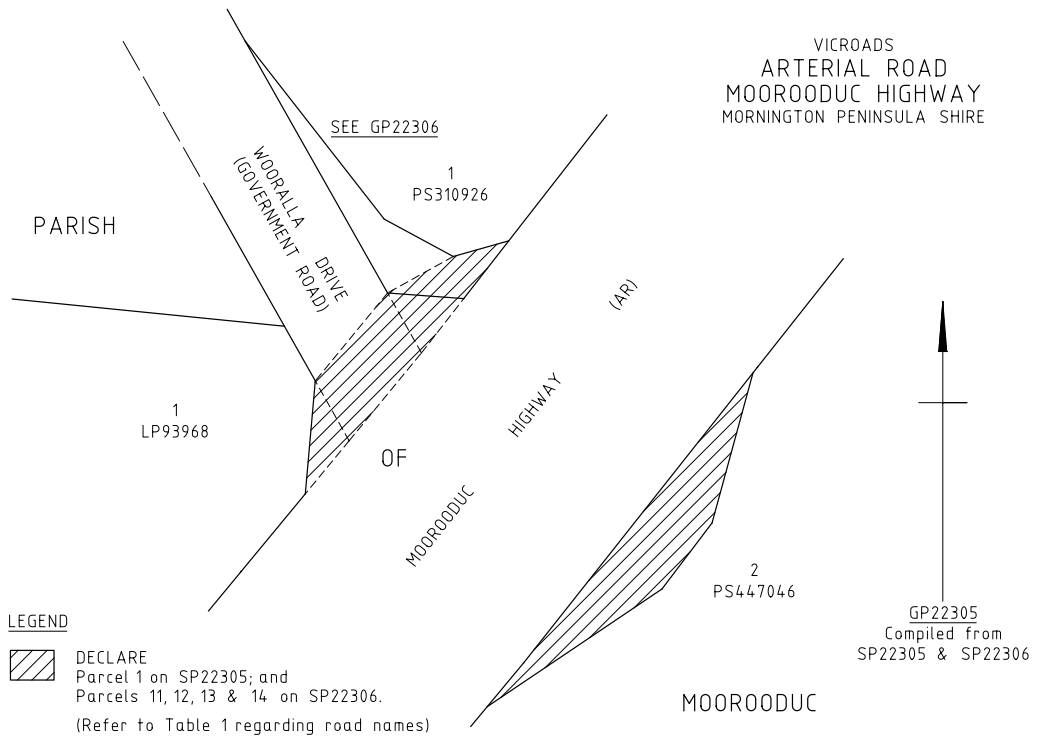 VICROADS
ARTERIAL ROAD
MOOROODUC HIGHWAY
MORNINGTON PENINSULA SHIRE
SEE GP22306
1
PS310926
WOORALLA DRIVE
(GOVERNMENT ROAD)
PARISH
(AR)
HIGHWAY
1
LP93968
OF
MOOROODUC
2
PS447046
GP22305
Compiled from
SP22305 & SP22306
LEGEND
DECLARE
Parcel 1 on SP22305; and
Parcels 11, 12, 13 & 14 on SP22306.
(Refer to Table 1 regarding road names)
MOOROODUC